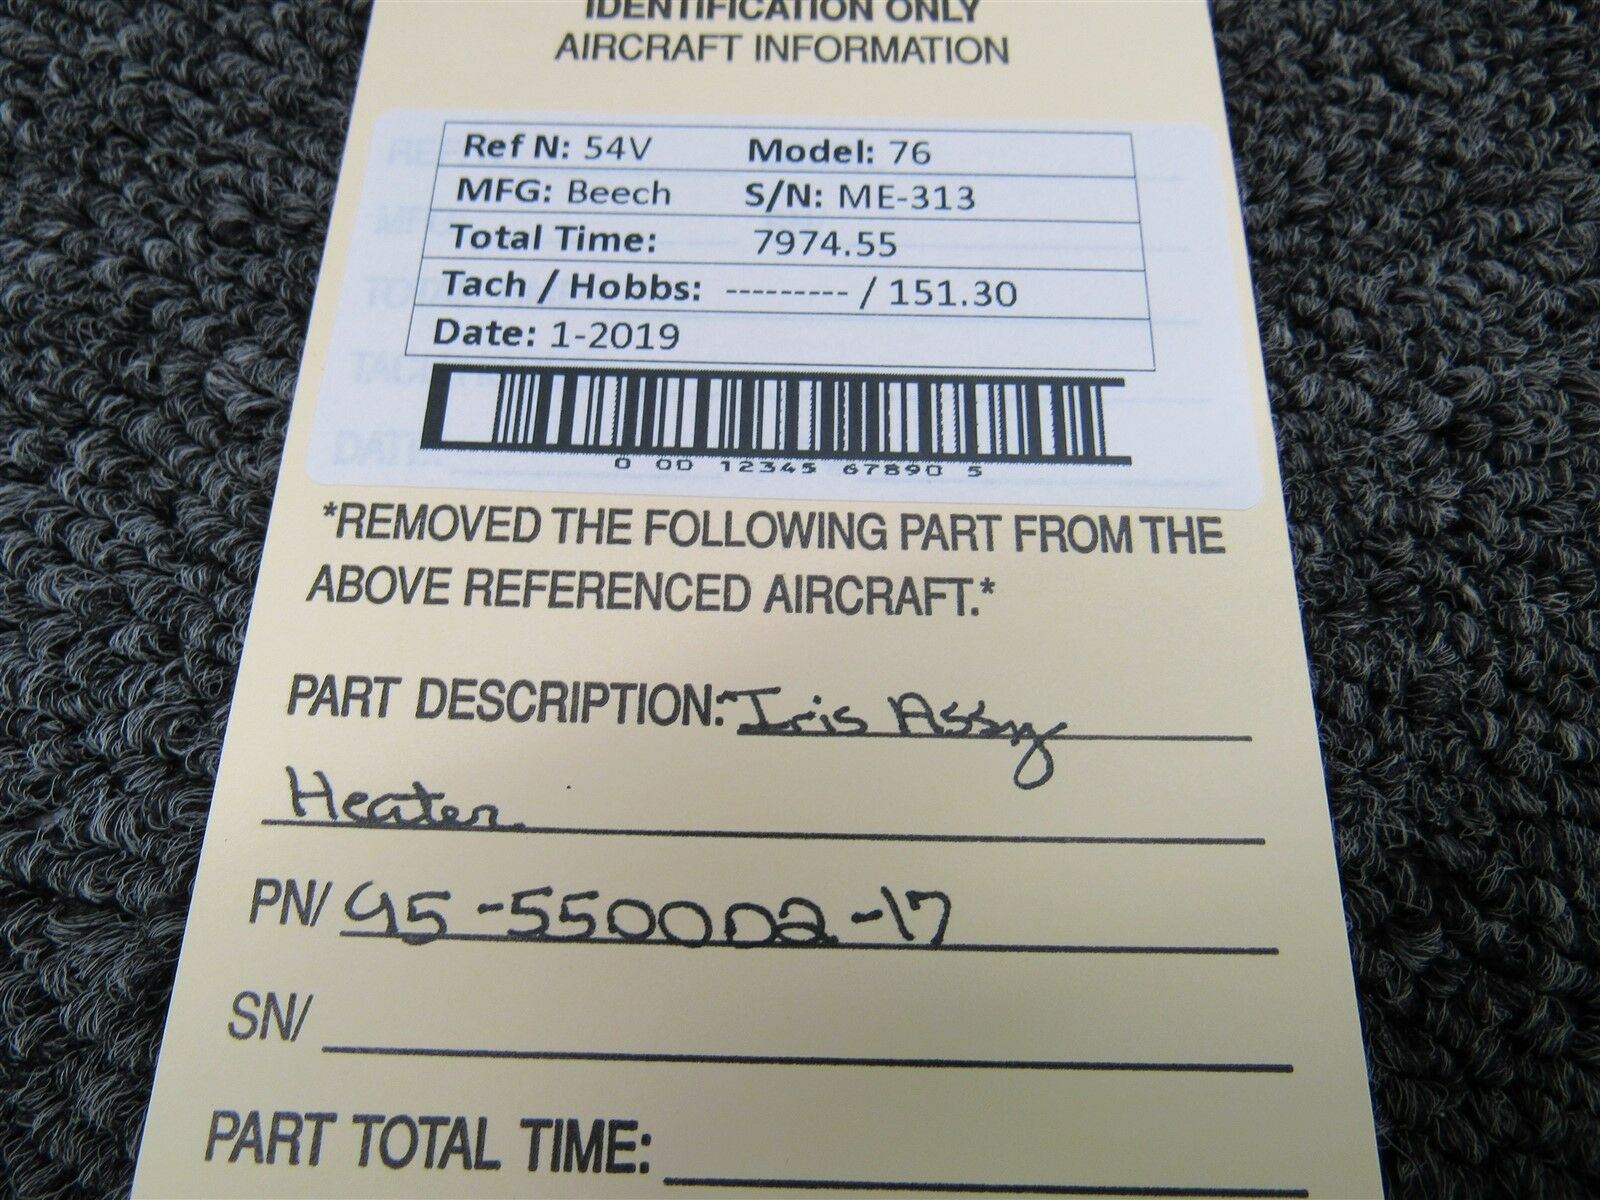 IDENTIFICATION ONLY
AIRCRAFT INFORMATION
Ref N: 54V Model: 76
MFG: Beech S/N: ME-313
Total Time: 7974.55
Tach / Hobbs: --------- / 151.30
Date: 1-2019
0 00 12345 67890 5
*REMOVED THE FOLLOWING PART FROM THE
ABOVE REFERENCED AIRCRAFT.*
PART DESCRIPTION: Iris Assy
Heater
PN/ 95-550002-17
SN/
PART TOTAL TIME: